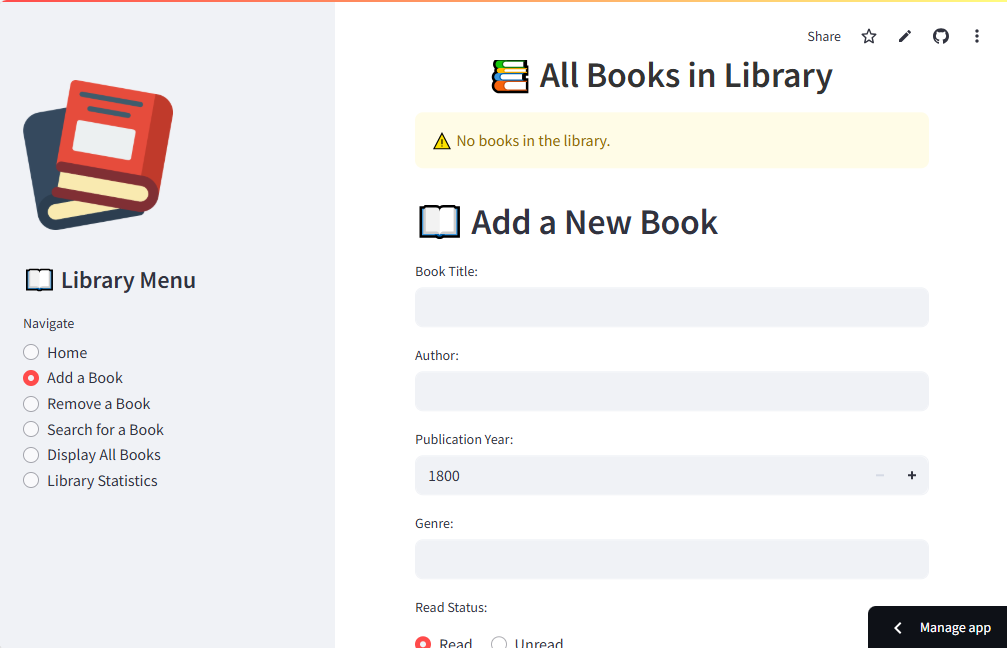 Share
All Books in Library
No books in the library.
Add a New Book
Book Title:
Author:
Publication Year:
1800
Genre:
Read Status:
Read Unread
Library Menu
Navigate
Home
Add a Book
Remove a Book
Search for a Book
Display All Books
Library Statistics
Manage app